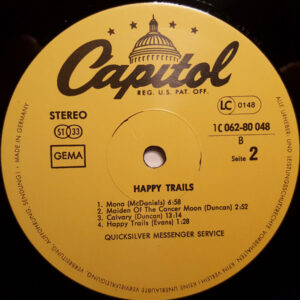 Capitol
REG. U.S. PAT. OFF.
STEREO
ST 33
GEMA
LC 0148
1C 062-80 048
B
Seite 2
HAPPY TRAILS
1. Mona (McDaniels) 6:58
2. Maiden Of The Cancer Moon (Duncan) 2:52
3. Calvary (Duncan) 13:14
4. Happy Trails (Evans) 1:28
QUICKSILVER MESSENGER SERVICE
MADE IN GERMANY